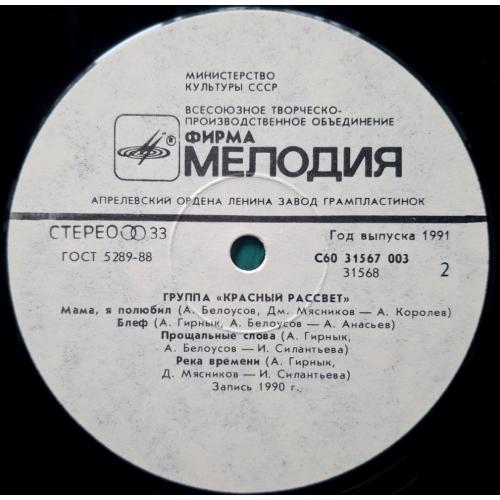 МИНИСТЕРСТВО
КУЛЬТУРЫ СССР
ВСЕСОЮЗНОЕ ТВОРЧЕСКО-
ПРОИЗВОДСТВЕННОЕ ОБЪЕДИНЕНИЕ
®
ФИРМА
МЕЛОДИЯ
АПРЕЛЕВСКИЙ ОРДЕНА ЛЕНИНА ЗАВОД ГРАМПЛАСТИНОК
СТЕРЕО 33
Год выпуска 1991
ГОСТ 5289-88
С60 31567 003
31568
2
ГРУППА «КРАСНЫЙ РАССВЕТ»
Мама, я полюбил (А. Белоусов, Дм. Мясников — А. Королев)
Блеф (А. Гирнык, А. Белоусов — А. Анасьев)
Прощальные слова (А. Гирнык,
А. Белоусов — И. Силантьева)
Река времени (А. Гирнык,
Д. Мясников — И. Силантьева)
Запись 1990 г.